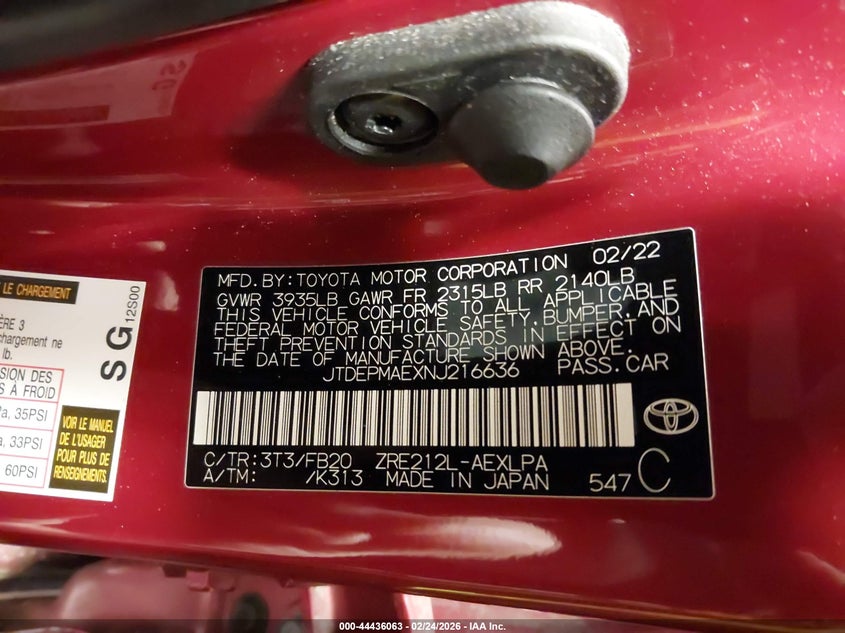 LE CHARGEMENT
ÈRE 3
chargement ne
lb.
SION DES
À FROID
a, 35PSI
a, 33PSI
60PSI
VOIR LE MANUEL
DE L'USAGER
POUR PLUS DE
RENSEIGNEMENTS.
SG 12S00
MFD. BY: TOYOTA MOTOR CORPORATION 02/22
GVWR 3935LB GAWR FR 2315LB RR 2140LB
THIS VEHICLE CONFORMS TO ALL APPLICABLE
FEDERAL MOTOR VEHICLE SAFETY, BUMPER, AND
THEFT PREVENTION STANDARDS IN EFFECT ON
THE DATE OF MANUFACTURE SHOWN ABOVE.
JTDEPMAEXNJ216636 PASS. CAR
C/TR: 3T3/FB20 ZRE212L-AEXLPA
A/TM: /K313 MADE IN JAPAN 547 C
000-44436063 - 02/24/2026 - IAA Inc.